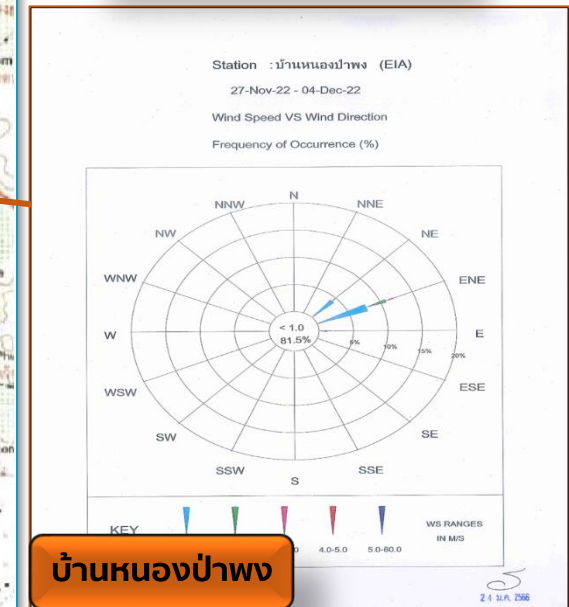 Station : บ้านหนองป่าพง (EIA)
27-Nov-22 - 04-Dec-22
Wind Speed VS Wind Direction
Frequency of Occurrence (%)
N
NNW NNE
NW NE
WNW ENE
< 1.0
W E
81.5% 5% 10% 15% 20%
WSW ESE
SW SE
SSW SSE
S
KEY
WS RANGES
IN M/S
4.0-5.0 5.0-60.0
บ้านหนองป่าพง
24 ม.ค. 2566